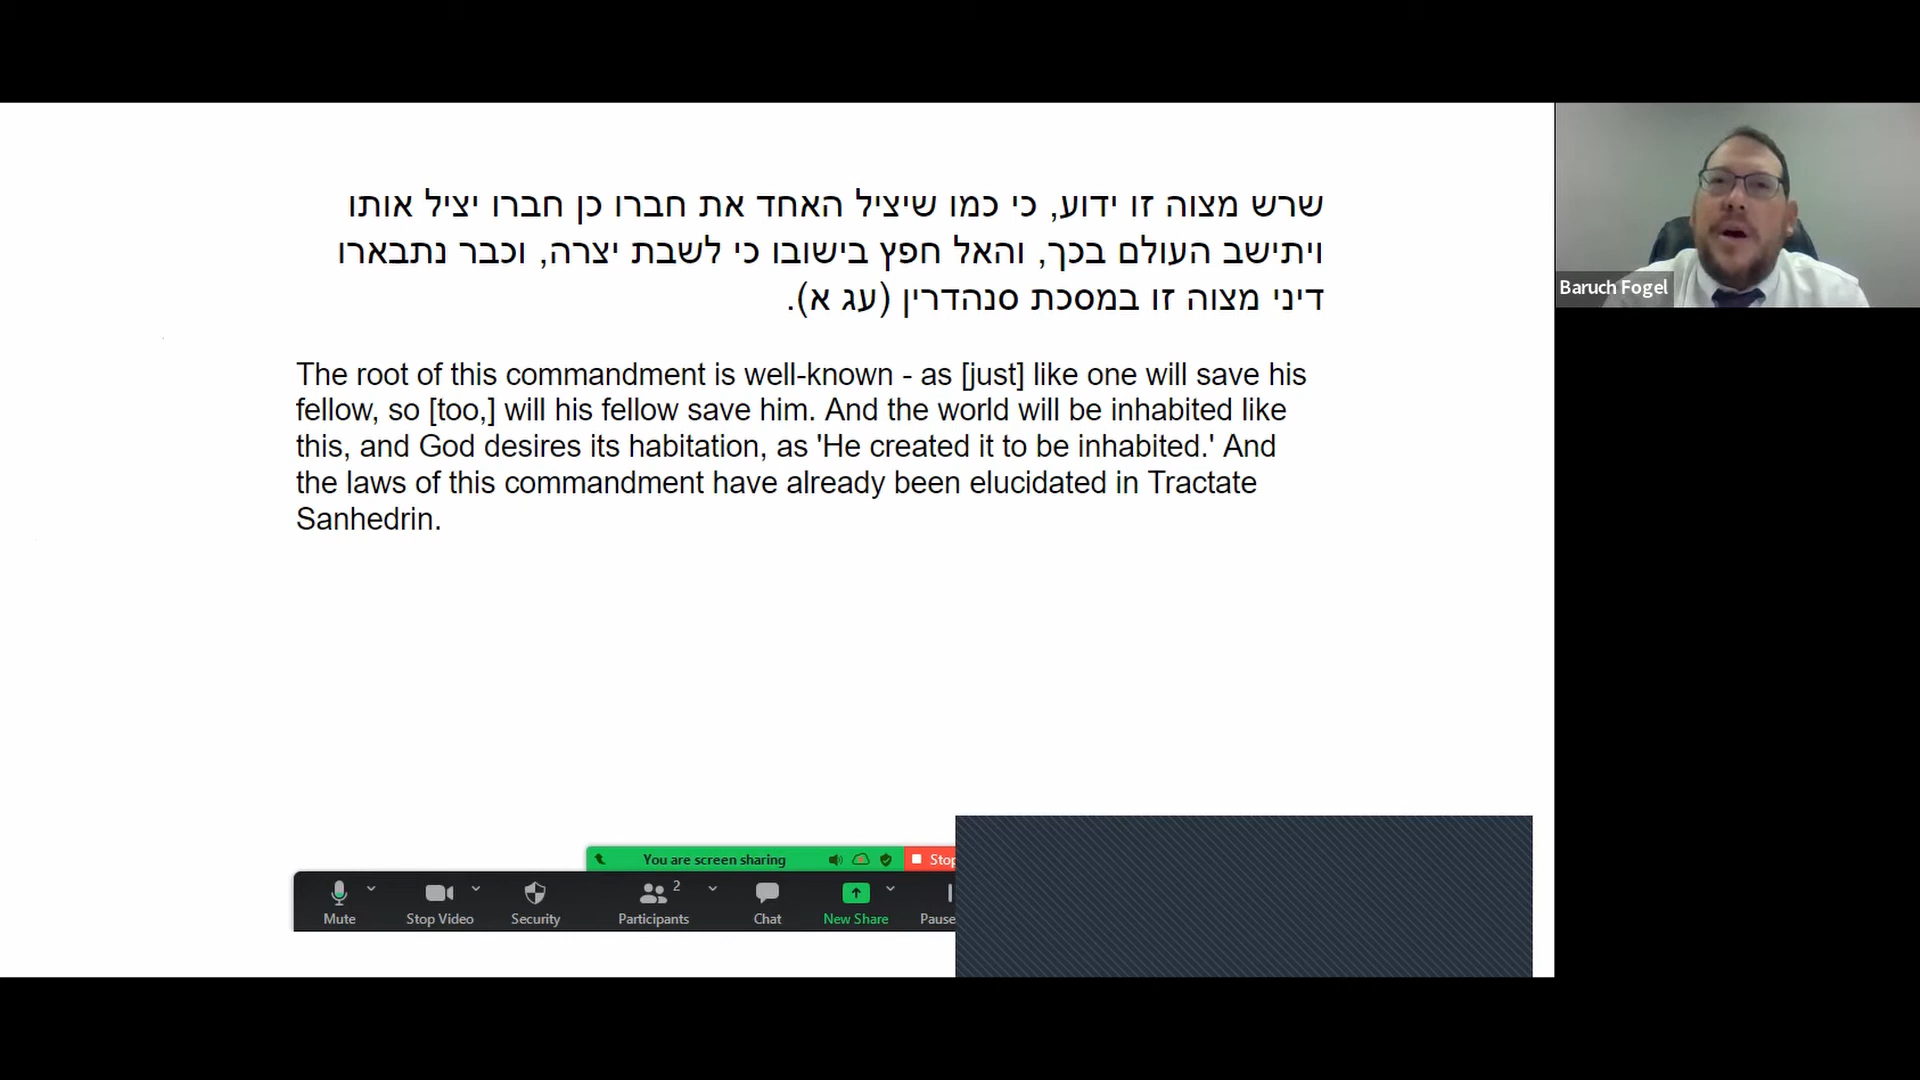 שרש מצוה זו ידוע, כי כמו שיציל האחד את חברו כן חברו יציל אותו
ויתישב העולם בכך, והאל חפץ בישובו כי לשבת יצרה, וכבר נתבארו
דיני מצוה זו במסכת סנהדרין (עג א).
The root of this commandment is well-known - as [just] like one will save his
fellow, so [too,] will his fellow save him. And the world will be inhabited like
this, and God desires its habitation, as 'He created it to be inhabited.' And
the laws of this commandment have already been elucidated in Tractate
Sanhedrin.
Baruch Fogel
You are screen sharing
Stop
2
Mute
Stop Video
Security
Participants
Chat
New Share
Pause